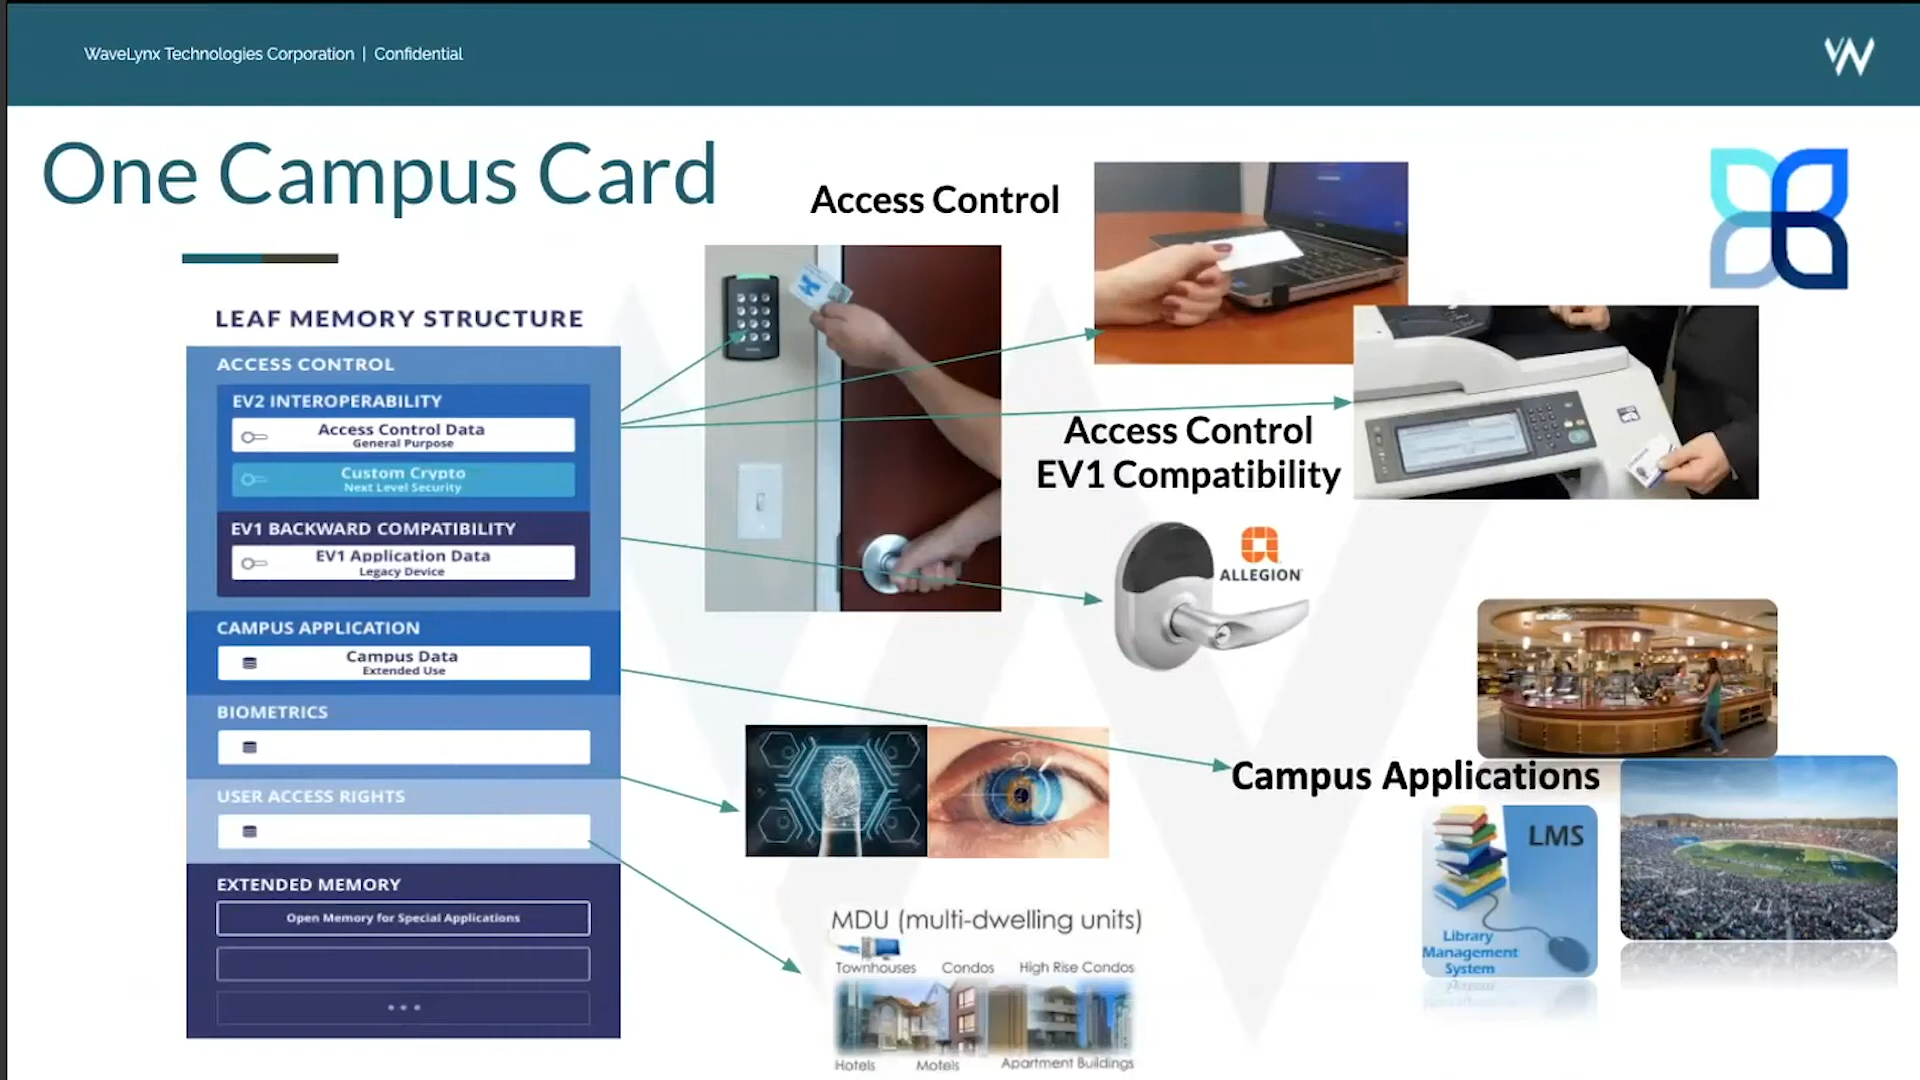 WaveLynx Technologies Corporation | Confidential
One Campus Card
LEAF MEMORY STRUCTURE
ACCESS CONTROL
EV2 INTEROPERABILITY
Access Control Data
General Purpose
Custom Crypto
Next Level Security
EV1 BACKWARD COMPATIBILITY
EV1 Application Data
Legacy Device
CAMPUS APPLICATION
Campus Data
Extended Use
BIOMETRICS
USER ACCESS RIGHTS
EXTENDED MEMORY
Open Memory for Special Applications
Access Control
Access Control
EV1 Compatibility
ALLEGION
Campus Applications
LMS
Library
Management
System
MDU (multi-dwelling units)
Townhouses Condos High Rise Condos
Hotels Motels Apartment Buildings